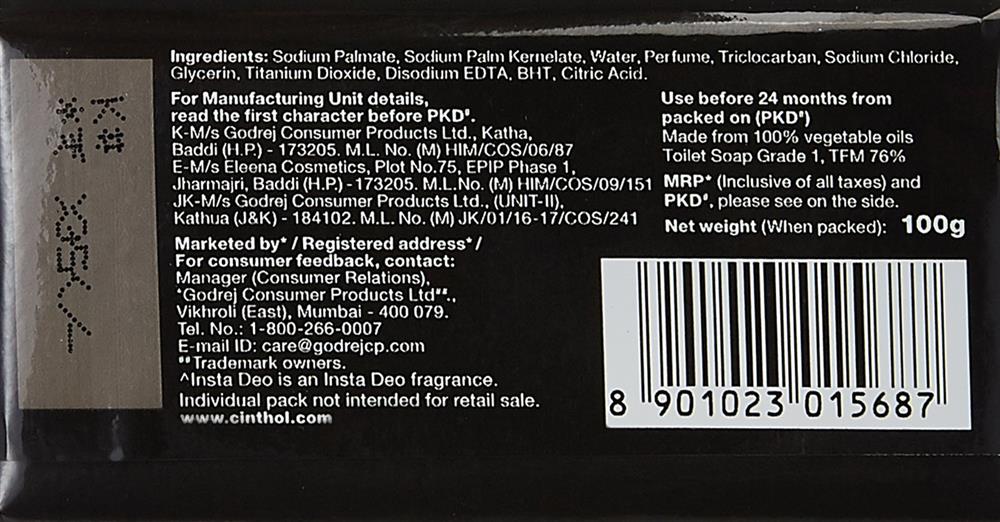 Ingredients: Sodium Palmate, Sodium Palm Kernelate, Water, Perfume, Triclocarban, Sodium Chloride,
Glycerin, Titanium Dioxide, Disodium EDTA, BHT, Citric Acid.
For Manufacturing Unit details,
read the first character before PKD#.
K-M/s Godrej Consumer Products Ltd., Katha,
Baddi (H.P.) - 173205. M.L. No. (M) HIM/COS/06/87
E-M/s Eleena Cosmetics, Plot No.75, EPIP Phase 1,
Jharmajri, Baddi (H.P.) - 173205. M.L.No. (M) HIM/COS/09/151
JK-M/s Godrej Consumer Products Ltd., (UNIT-II),
Kathua (J&K) - 184102. M.L. No. (M) JK/01/16-17/COS/241
Marketed by* / Registered address* /
For consumer feedback, contact:
Manager (Consumer Relations),
*Godrej Consumer Products Ltd##.,
Vikhroli (East), Mumbai - 400 079.
Tel. No.: 1-800-266-0007
E-mail ID: care@godrejcp.com
##Trademark owners.
^Insta Deo is an Insta Deo fragrance.
Individual pack not intended for retail sale.
www.cinthol.com
Use before 24 months from
packed on (PKD#)
Made from 100% vegetable oils
Toilet Soap Grade 1, TFM 76%
MRP* (Inclusive of all taxes) and
PKD#, please see on the side.
Net weight (When packed): 100g
8 901023 015687